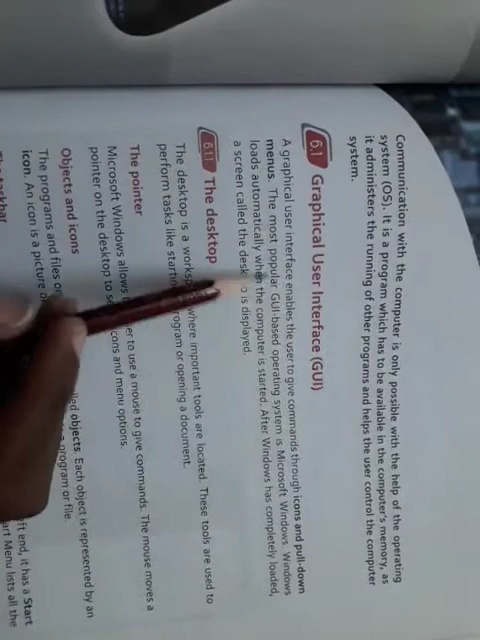 Communication with the computer is only possible with the help of the operating
system (OS). It is a program which has to be available in the computer's memory, as
it administers the running of other programs and helps the user control the computer
system.
6.1 Graphical User Interface (GUI)
A graphical user interface enables the user to give commands through icons and pull-down
menus. The most popular GUI-based operating system is Microsoft Windows. Windows
loads automatically when the computer is started. After Windows has completely loaded,
a screen called the desk o is displayed.
6.1.1 The desktop
The desktop is a worksp where important tools are located. These tools are used to
perform tasks like startin rogram or opening a document.
The pointer
Microsoft Windows allows er to use a mouse to give commands. The mouse moves a
pointer on the desktop to se cons and menu options.
Objects and icons
The programs and files o led objects. Each object is represented by an
icon. An icon is a picture o program or file.
The taskbar
ft end, it has a Start
art Menu lists all the